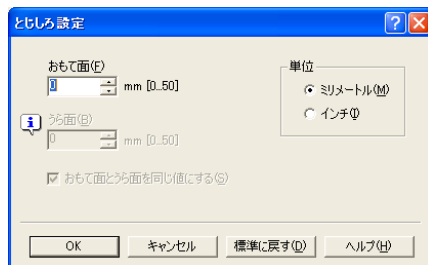 とじしろ設定
おもて面(F)
0 mm [0..50]
うら面(B)
0 mm [0..50]
おもて面とうら面を同じ値にする(S)
単位
ミリメートル(M)
インチ(I)
OK キャンセル 標準に戻す(D) ヘルプ(H)